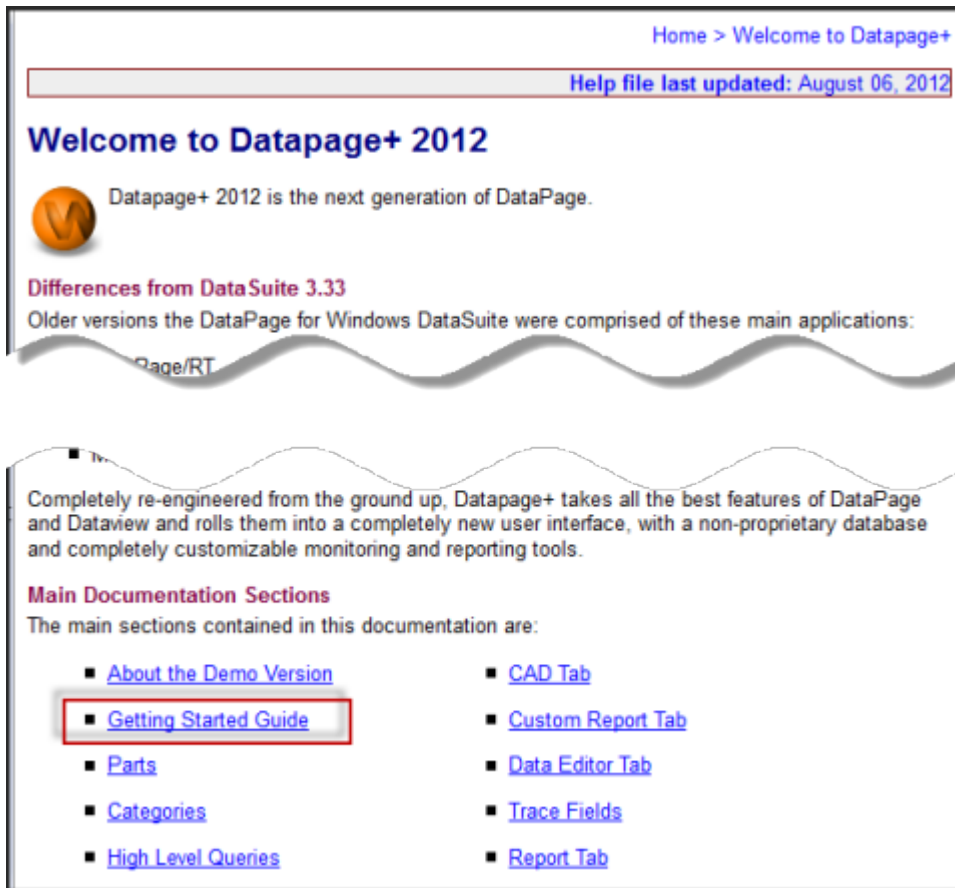 Home > Welcome to Datapage+
Help file last updated: August 06, 2012
Welcome to Datapage+ 2012
Datapage+ 2012 is the next generation of DataPage.
Differences from DataSuite 3.33
Older versions the DataPage for Windows DataSuite were comprised of these main applications:
Page/RT
Completely re-engineered from the ground up, Datapage+ takes all the best features of DataPage
and Dataview and rolls them into a completely new user interface, with a non-proprietary database
and completely customizable monitoring and reporting tools.
Main Documentation Sections
The main sections contained in this documentation are:
■ About the Demo Version
■ Getting Started Guide
■ Parts
■ Categories
■ High Level Queries
■ CAD Tab
■ Custom Report Tab
■ Data Editor Tab
■ Trace Fields
■ Report Tab